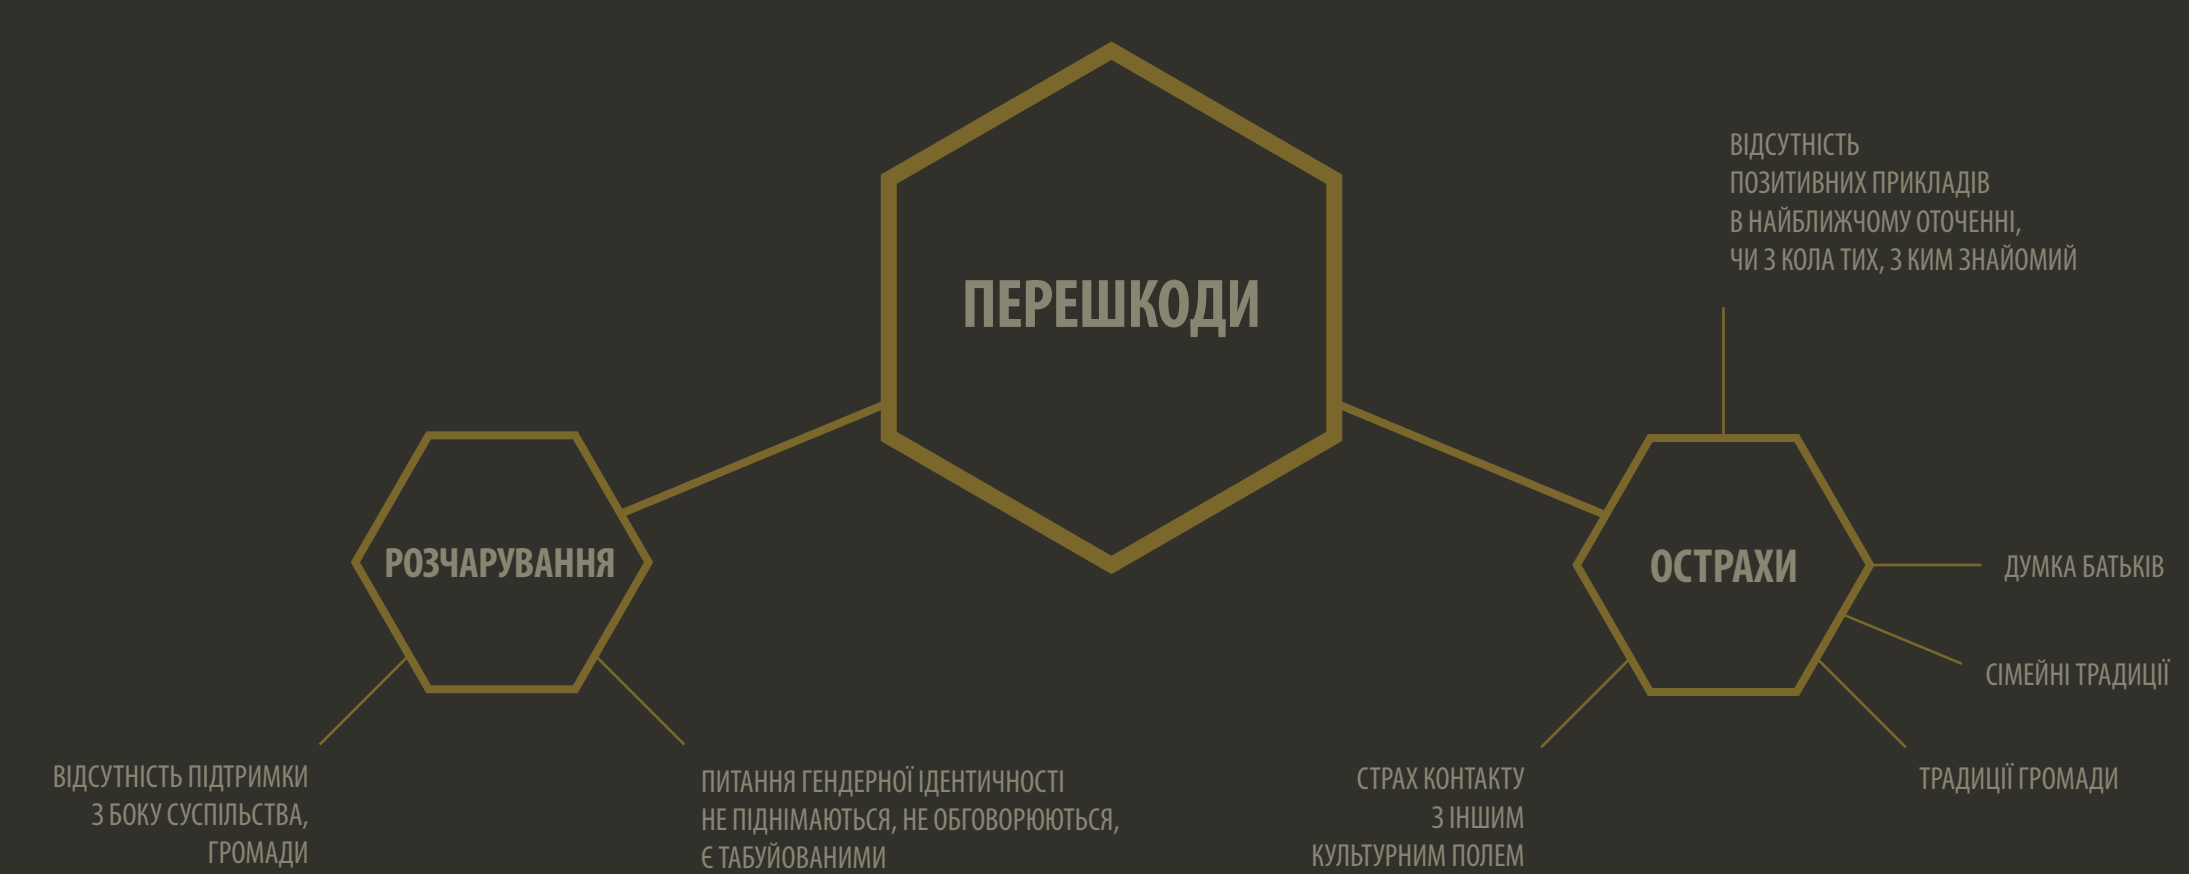 ПЕРЕШКОДИ
РОЗЧАРУВАННЯ
ВІДСУТНІСТЬ ПІДТРИМКИ
З БОКУ СУСПІЛЬСТВА,
ГРОМАДИ
ПИТАННЯ ГЕНДЕРНОЇ ІДЕНТИЧНОСТІ
НЕ ПІДНІМАЮТЬСЯ, НЕ ОБГОВОРЮЮТЬСЯ,
Є ТАБУЙОВАНИМИ
ВІДСУТНІСТЬ
ПОЗИТИВНИХ ПРИКЛАДІВ
В НАЙБЛИЖЧОМУ ОТОЧЕННІ,
ЧИ З КОЛА ТИХ, З КИМ ЗНАЙОМИЙ
ОСТРАХИ
ДУМКА БАТЬКІВ
СІМЕЙНІ ТРАДИЦІЇ
ТРАДИЦІЇ ГРОМАДИ
СТРАХ КОНТАКТУ
З ІНШИМ
КУЛЬТУРНИМ ПОЛЕМ